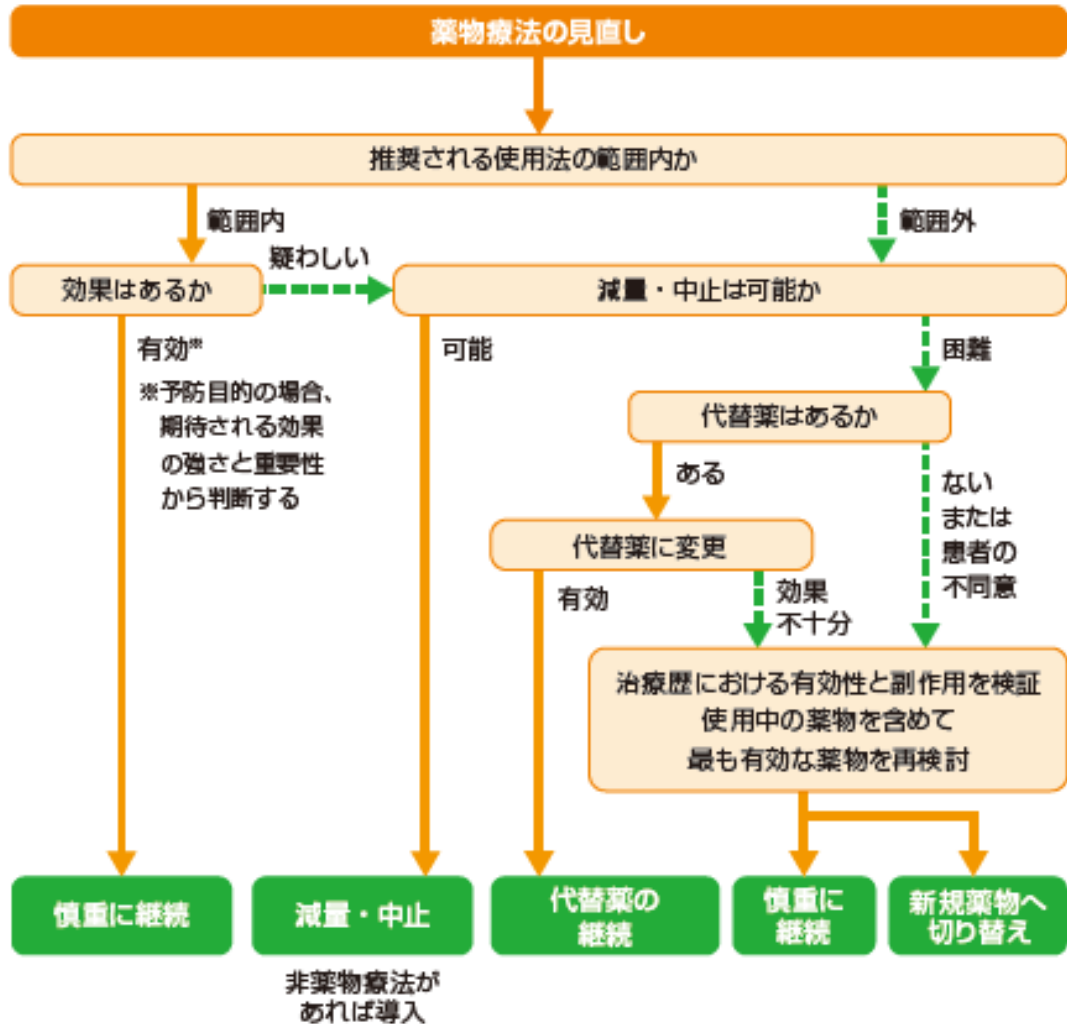 薬物療法の見直し
推奨される使用法の範囲内か
範囲内
範囲外
疑わしい
効果はあるか
減量・中止は可能か
有効※
※予防目的の場合、
期待される効果
の強さと重要性
から判断する
可能
困難
代替薬はあるか
ある
ない
または
患者の
不同意
代替薬に変更
有効
効果
不十分
治療歴における有効性と副作用を検証
使用中の薬物を含めて
最も有効な薬物を再検討
慎重に継続
減量・中止
代替薬の
継続
慎重に
継続
新規薬物へ
切り替え
非薬物療法が
あれば導入